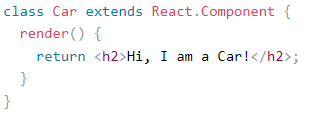 class Car extends React.Component {
  render() {
    return <h2>Hi, I am a Car!</h2>;
  }
}